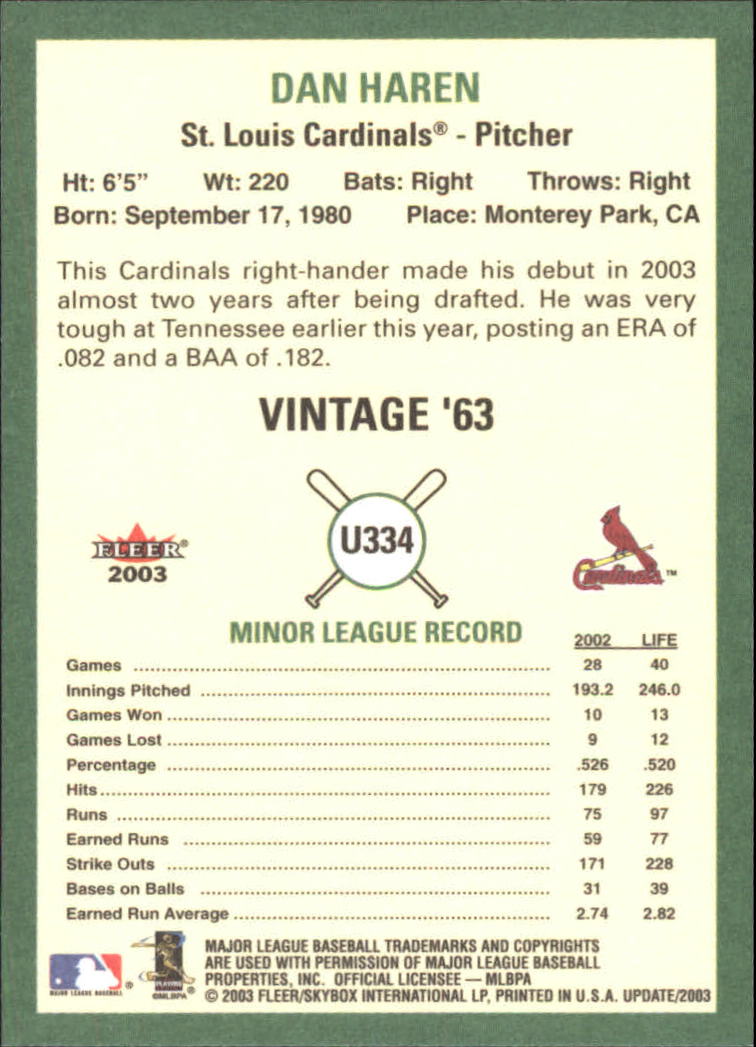 DAN HAREN
St. Louis Cardinals® - Pitcher
Ht: 6'5" Wt: 220 Bats: Right Throws: Right
Born: September 17, 1980 Place: Monterey Park, CA
This Cardinals right-hander made his debut in 2003
almost two years after being drafted. He was very
tough at Tennessee earlier this year, posting an ERA of
.082 and a BAA of .182.
VINTAGE '63
U334
FLEER®
2003
Cardinals™
MINOR LEAGUE RECORD 2002 LIFE
Games 28 40
Innings Pitched 193.2 246.0
Games Won 10 13
Games Lost 9 12
Percentage .526 .520
Hits 179 226
Runs 75 97
Earned Runs 59 77
Strike Outs 171 228
Bases on Balls 31 39
Earned Run Average 2.74 2.82
MAJOR LEAGUE BASEBALL®
PLAYERS
©MLBPA®
MAJOR LEAGUE BASEBALL TRADEMARKS AND COPYRIGHTS
ARE USED WITH PERMISSION OF MAJOR LEAGUE BASEBALL
PROPERTIES, INC. OFFICIAL LICENSEE — MLBPA
© 2003 FLEER/SKYBOX INTERNATIONAL LP, PRINTED IN U.S.A. UPDATE/2003